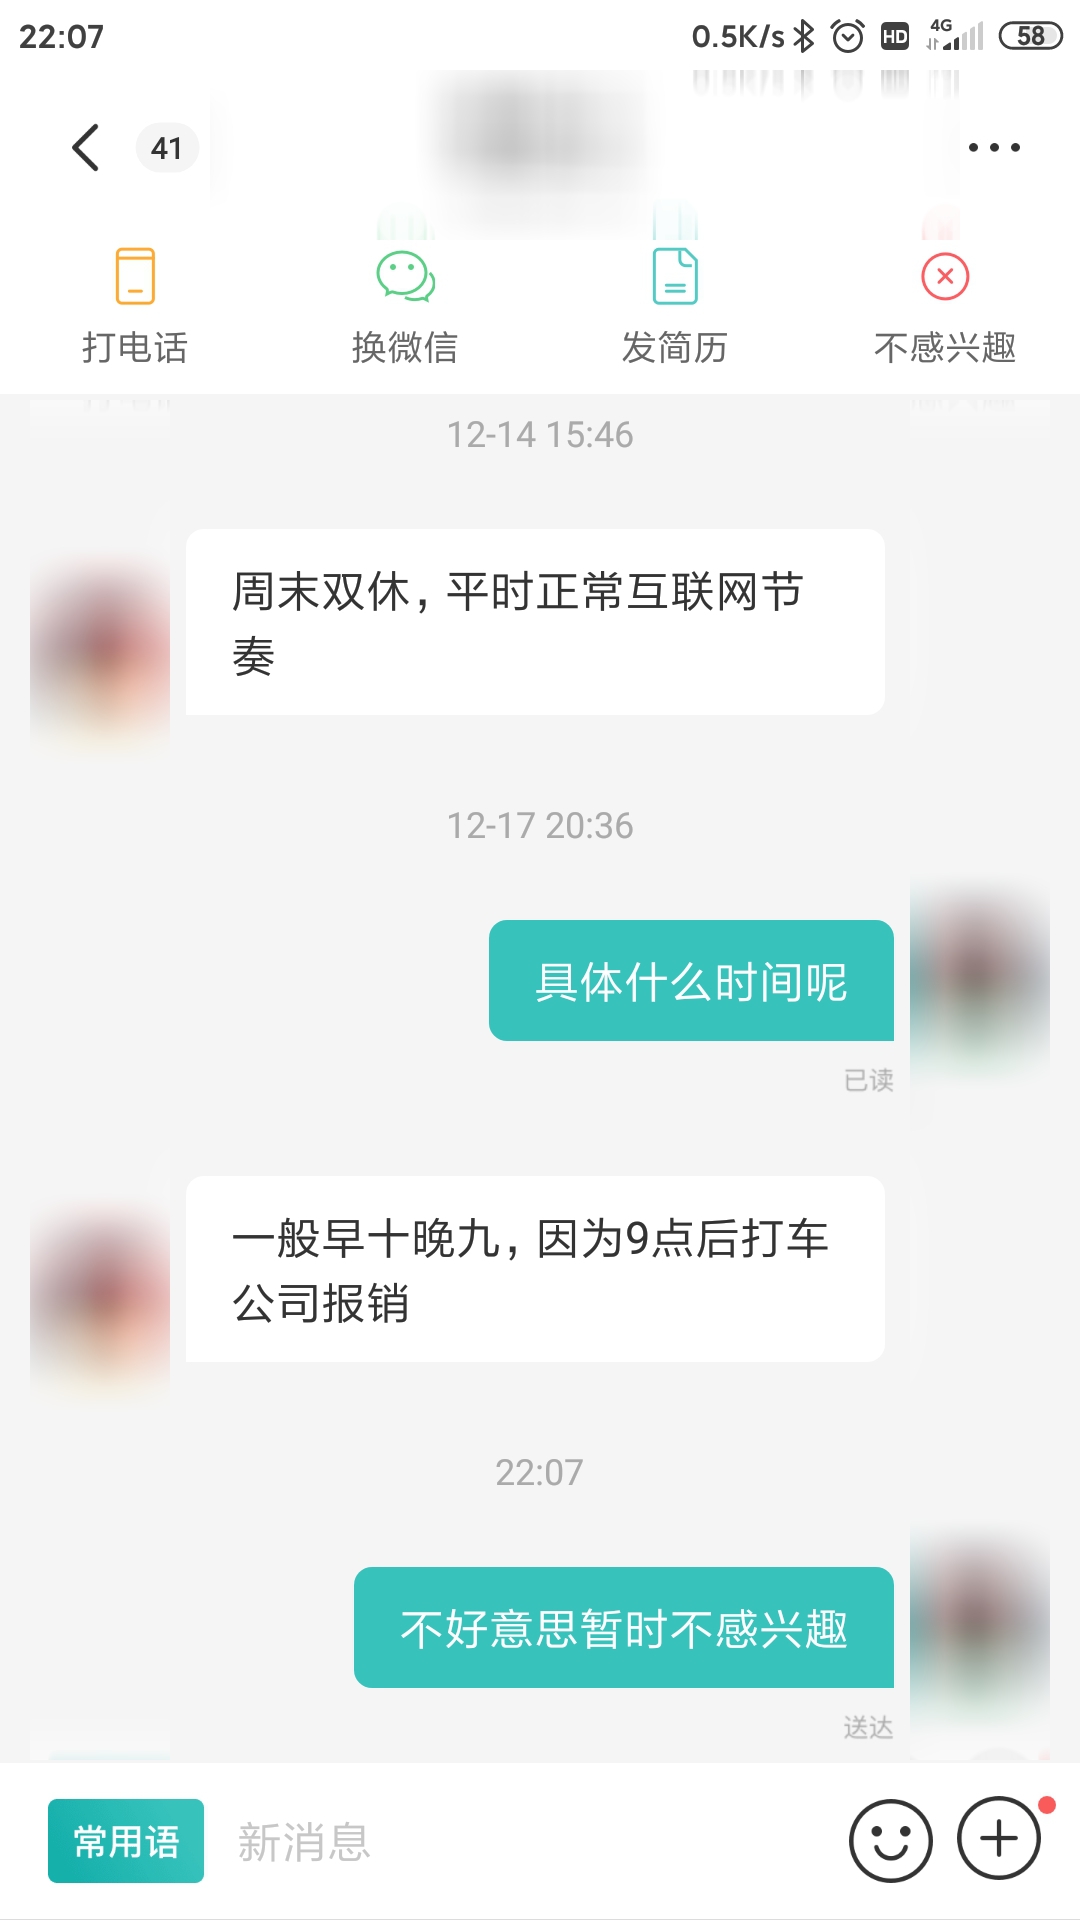 22:07 0.5K/s HD 4G 58
41
打电话 换微信 发简历 不感兴趣
12-14 15:46
周末双休，平时正常互联网节
奏
12-17 20:36
具体什么时间呢
已读
一般早十晚九，因为9点后打车
公司报销
22:07
不好意思暂时不感兴趣
送达
常用语 新消息